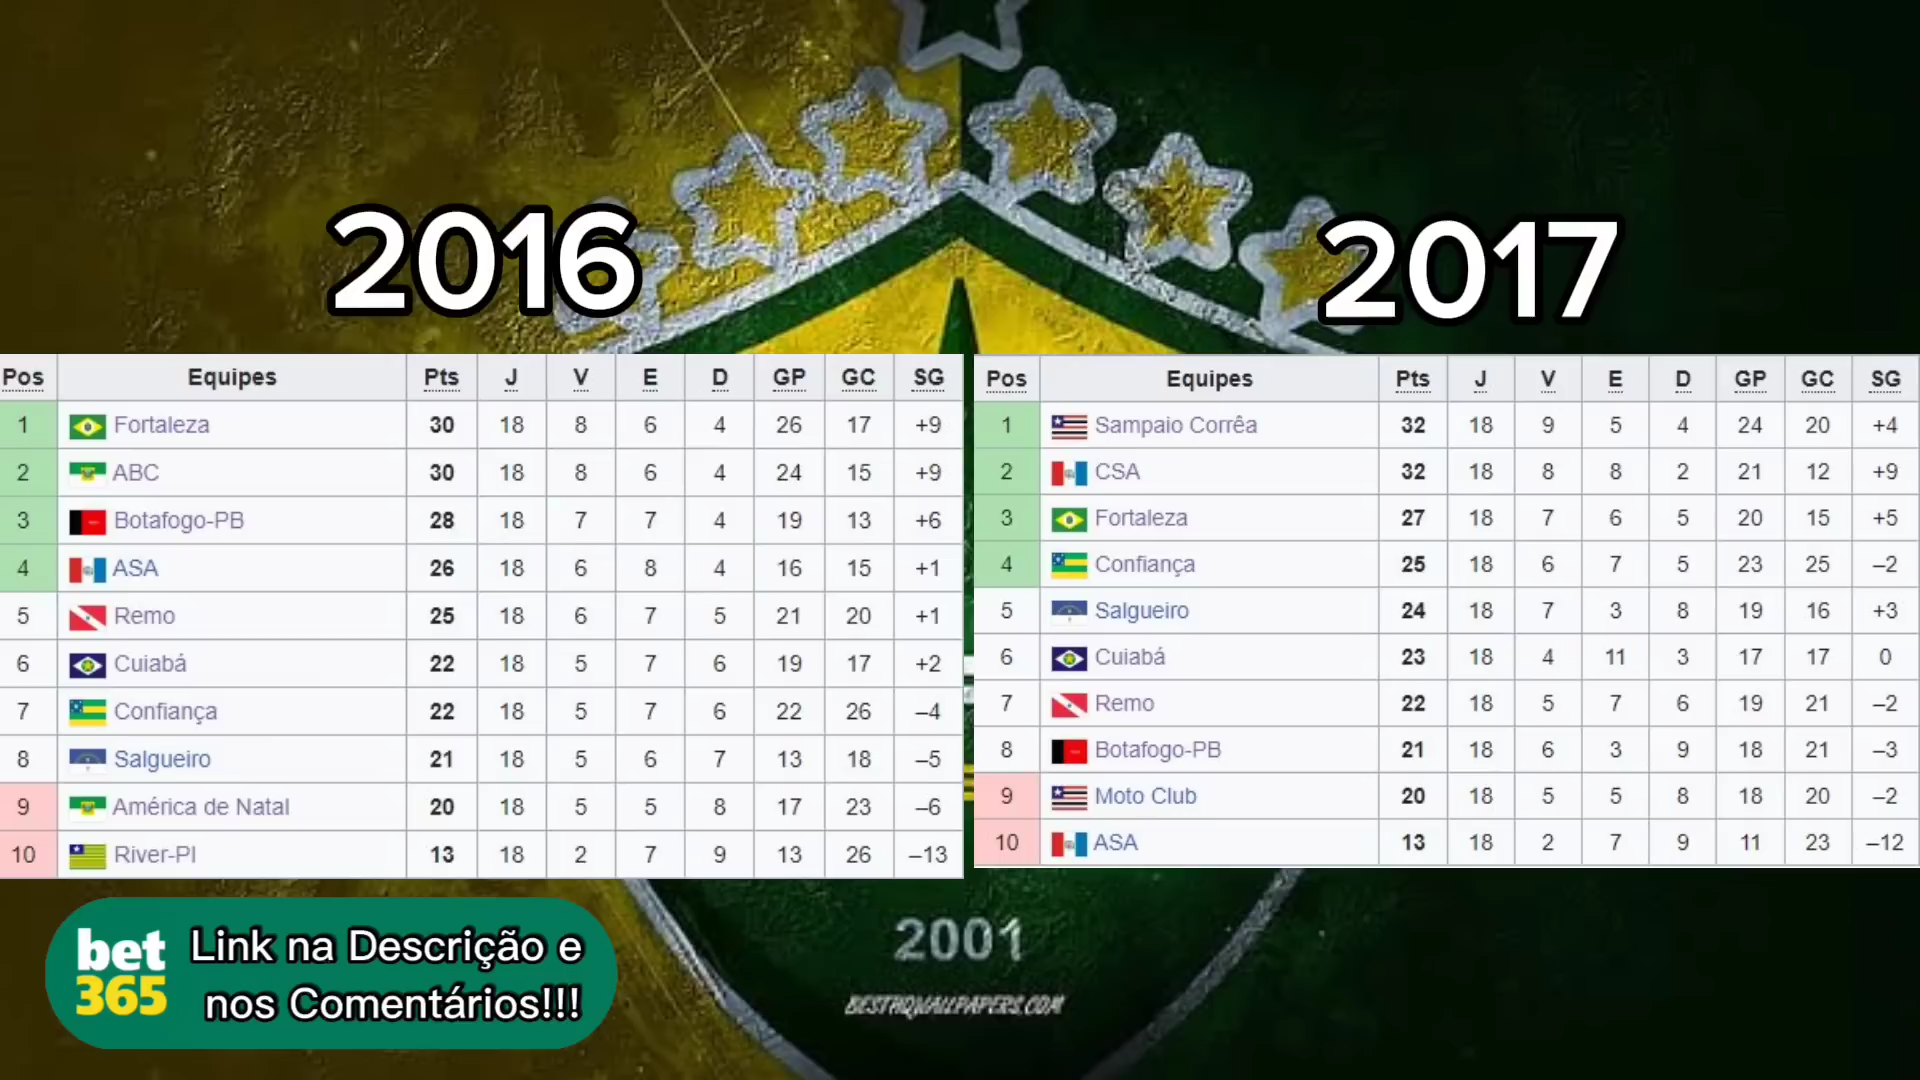 2016
2017
Pos Equipes Pts J V E D GP GC SG
1 Fortaleza 30 18 8 6 4 26 17 +9
2 ABC 30 18 8 6 4 24 15 +9
3 Botafogo-PB 28 18 7 7 4 19 13 +6
4 ASA 26 18 6 8 4 16 15 +1
5 Remo 25 18 6 7 5 21 20 +1
6 Cuiabá 22 18 5 7 6 19 17 +2
7 Confiança 22 18 5 7 6 22 26 –4
8 Salgueiro 21 18 5 6 7 13 18 –5
9 América de Natal 20 18 5 5 8 17 23 –6
10 River-PI 13 18 2 7 9 13 26 –13
Pos Equipes Pts J V E D GP GC SG
1 Sampaio Corrêa 32 18 9 5 4 24 20 +4
2 CSA 32 18 8 8 2 21 12 +9
3 Fortaleza 27 18 7 6 5 20 15 +5
4 Confiança 25 18 6 7 5 23 25 –2
5 Salgueiro 24 18 7 3 8 19 16 +3
6 Cuiabá 23 18 4 11 3 17 17 0
7 Remo 22 18 5 7 6 19 21 –2
8 Botafogo-PB 21 18 6 3 9 18 21 –3
9 Moto Club 20 18 5 5 8 18 20 –2
10 ASA 13 18 2 7 9 11 23 –12
bet
365
Link na Descrição e
nos Comentários!!!
2001
BESTHQWALLPAPERS.COM